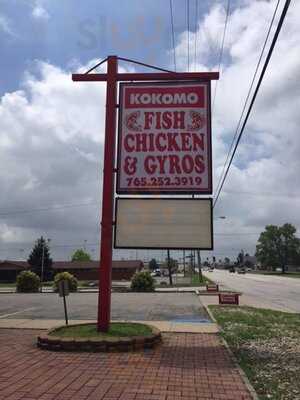 KOKOMO
FISH
CHICKEN
& GYROS
765.252.3919